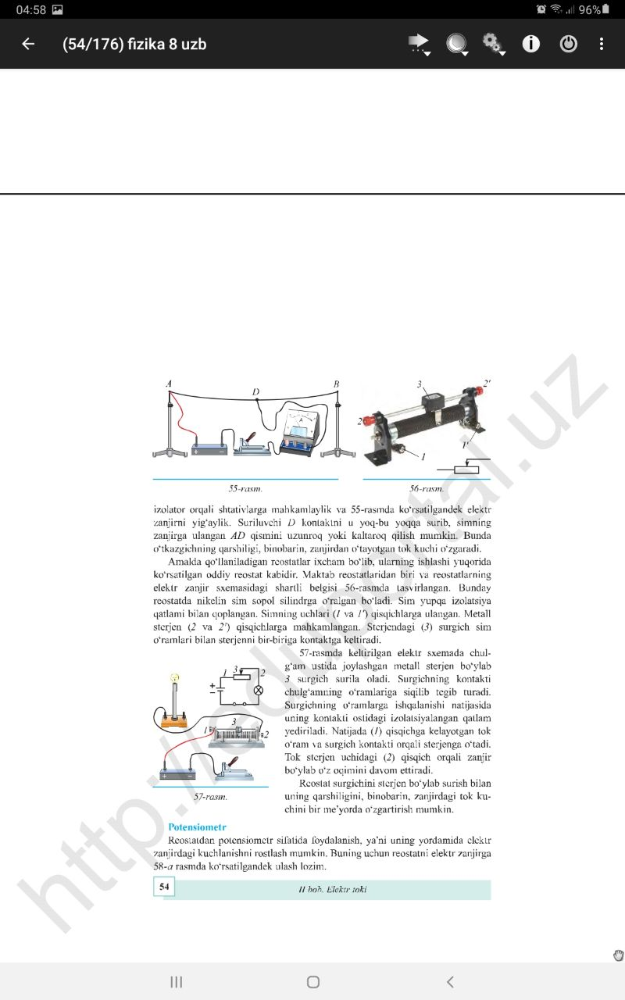 04:58
96%
(54/176) fizika 8 uzb
A
D
B
3
2'
2
1
1'
A
+ −
55-rasm.
56-rasm.
izolator orqali shtativlarga mahkamlaylik va 55-rasmda ko‘rsatilgandek elektr
zanjirni yig‘aylik. Suriluvchi D kontaktni u yoq-bu yoqqa surib, simning
zanjirga ulangan AD qismini uzunroq yoki kaltaroq qilish mumkin. Bunda
o‘tkazgichning qarshiligi, binobarin, zanjirdan o‘tayotgan tok kuchi o‘zgaradi.
Amalda qo‘llaniladigan reostatlar ixcham bo‘lib, ularning ishlashi yuqorida
ko‘rsatilgan oddiy reostat kabidir. Maktab reostatlaridan biri va reostatlarning
elektr zanjir sxemasidagi shartli belgisi 56-rasmda tasvirlangan. Bunday
reostatda nikelin sim sopol silindrga o‘ralgan bo‘ladi. Sim yupqa izolatsiya
qatlami bilan qoplangan. Simning uchlari (1 va 1') qisqichlarga ulangan. Metall
sterjen (2 va 2') qisqichlarga mahkamlangan. Sterjendagi (3) surgich sim
o‘ramlari bilan sterjenni bir-biriga kontaktga keltiradi.
57-rasmda keltirilgan elektr sxemada chul-
g‘am ustida joylashgan metall sterjen bo‘ylab
3 surgich surila oladi. Surgichning kontakti
chulg‘amning o‘ramlariga siqilib tegib turadi.
Surgichning o‘ramlarga ishqalanishi natijasida
uning kontakti ostidagi izolatsiyalangan qatlam
yediriladi. Natijada (1) qisqichga kelayotgan tok
o‘ram va surgich kontakti orqali sterjenga o‘tadi.
Tok sterjen uchidagi (2) qisqich orqali zanjir
bo‘ylab o‘z oqimini davom ettiradi.
Reostat surgichini sterjen bo‘ylab surish bilan
uning qarshiligini, binobarin, zanjirdagi tok ku-
chini bir me’yorda o‘zgartirish mumkin.
1 3 2
+
−
3
1 2
+ −
57-rasm.
Potensiometr
Reostatdan potensiometr sifatida foydalanish, ya’ni uning yordamida elektr
zanjirdagi kuchlanishni rostlash mumkin. Buning uchun reostatni elektr zanjirga
58-a rasmda ko‘rsatilgandek ulash lozim.
54
II bob. Elektr toki
http://eduportal.uz